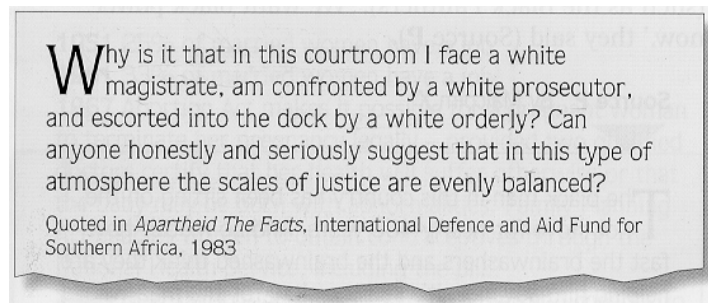 Why is it that in this courtroom I face a white
magistrate, am confronted by a white prosecutor,
and escorted into the dock by a white orderly? Can
anyone honestly and seriously suggest that in this type of
atmosphere the scales of justice are evenly balanced?
Quoted in Apartheid The Facts, International Defence and Aid Fund for
Southern Africa, 1983